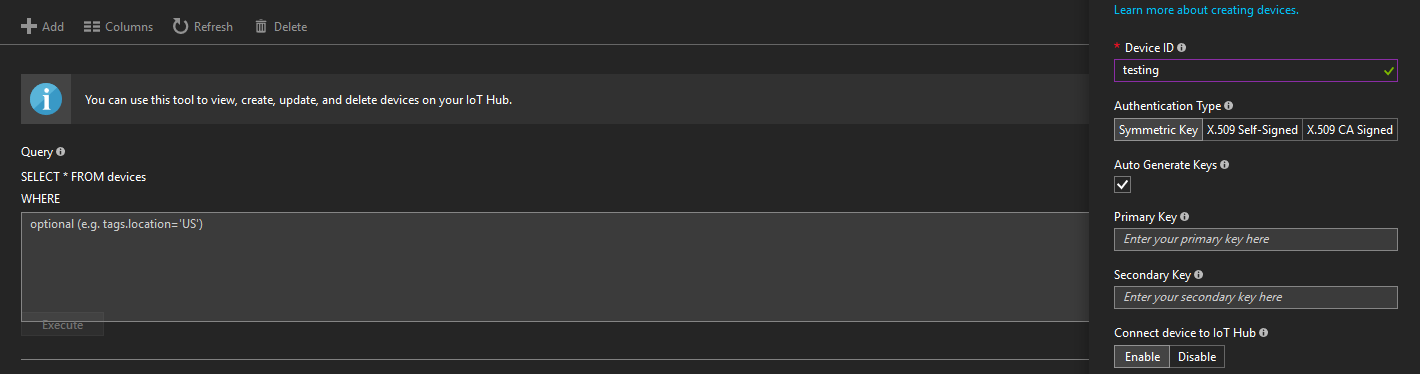 Add Columns Refresh Delete
You can use this tool to view, create, update, and delete devices on your IoT Hub.
Query
SELECT * FROM devices
WHERE
optional (e.g. tags.location='US')
Execute
Learn more about creating devices.
* Device ID
testing
Authentication Type
Symmetric Key X.509 Self-Signed X.509 CA Signed
Auto Generate Keys
Primary Key
Enter your primary key here
Secondary Key
Enter your secondary key here
Connect device to IoT Hub
Enable Disable